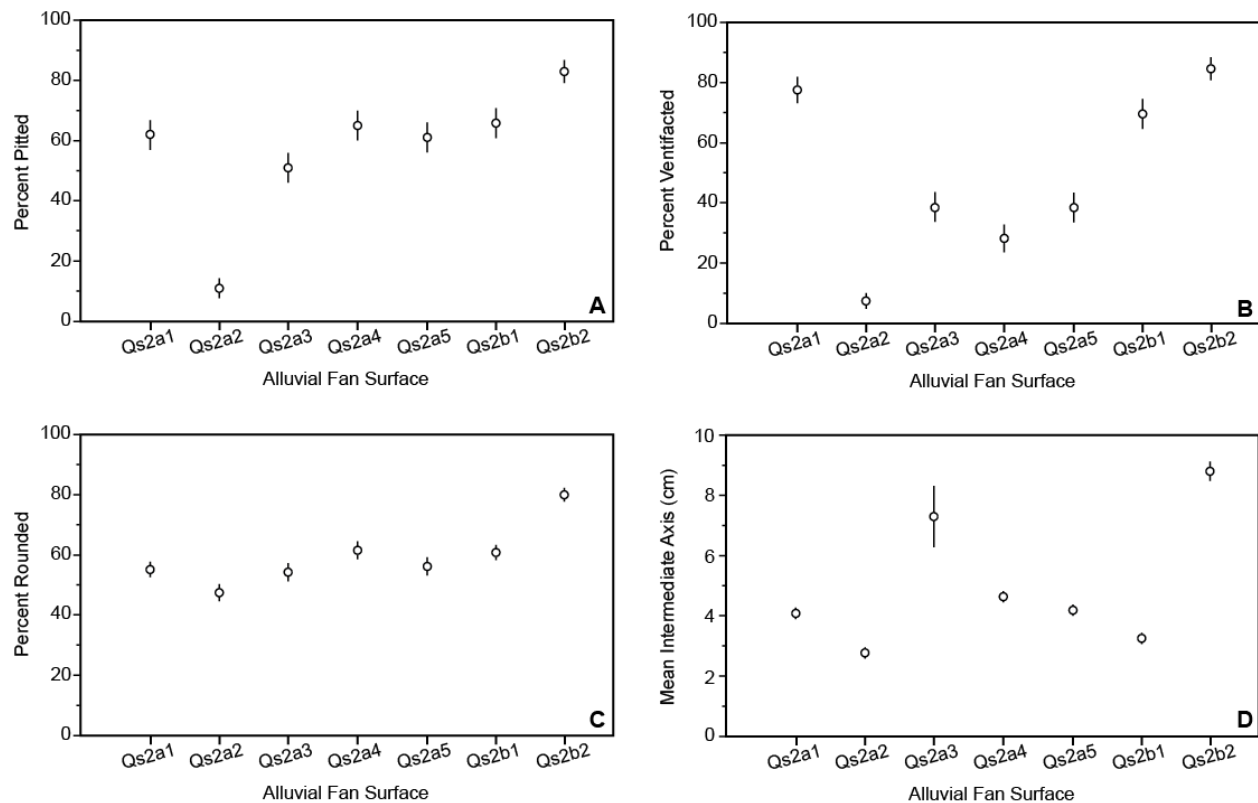 100
80
60
40
20
0
Percent Pitted
A
Qs2a1 Qs2a2 Qs2a3 Qs2a4 Qs2a5 Qs2b1 Qs2b2
Alluvial Fan Surface
100
80
60
40
20
0
Percent Ventifacted
B
Qs2a1 Qs2a2 Qs2a3 Qs2a4 Qs2a5 Qs2b1 Qs2b2
Alluvial Fan Surface
100
80
60
40
20
0
Percent Rounded
C
Qs2a1 Qs2a2 Qs2a3 Qs2a4 Qs2a5 Qs2b1 Qs2b2
Alluvial Fan Surface
10
8
6
4
2
0
Mean Intermediate Axis (cm)
D
Qs2a1 Qs2a2 Qs2a3 Qs2a4 Qs2a5 Qs2b1 Qs2b2
Alluvial Fan Surface